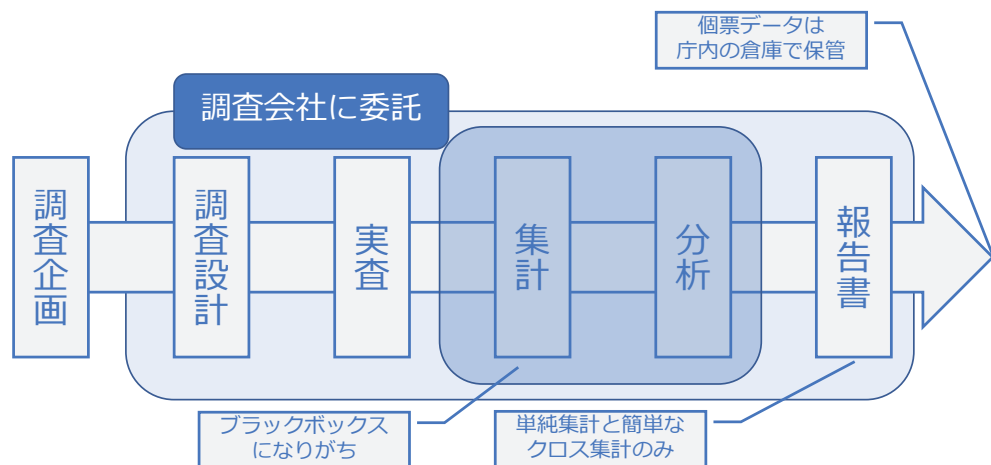 個票データは
庁内の倉庫で保管
調査会社に委託
調査企画
調査設計
実査
集計
分析
報告書
ブラックボックス
になりがち
単純集計と簡単な
クロス集計のみ